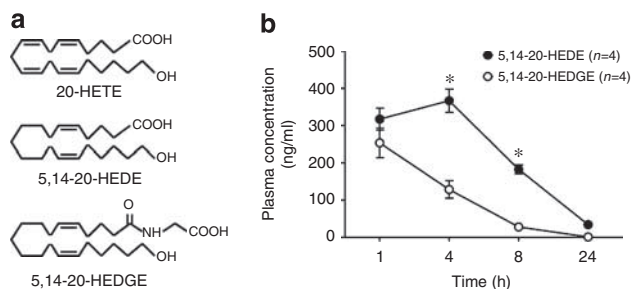 a
COOH
OH
20-HETE
COOH
OH
5,14-20-HEDE
O
NH
COOH
OH
5,14-20-HEDGE
b
5,14-20-HEDE (n=4)
5,14-20-HEDGE (n=4)
Plasma concentration
(ng/ml)
500
400
300
200
100
0
*
*
1 4 8 24
Time (h)